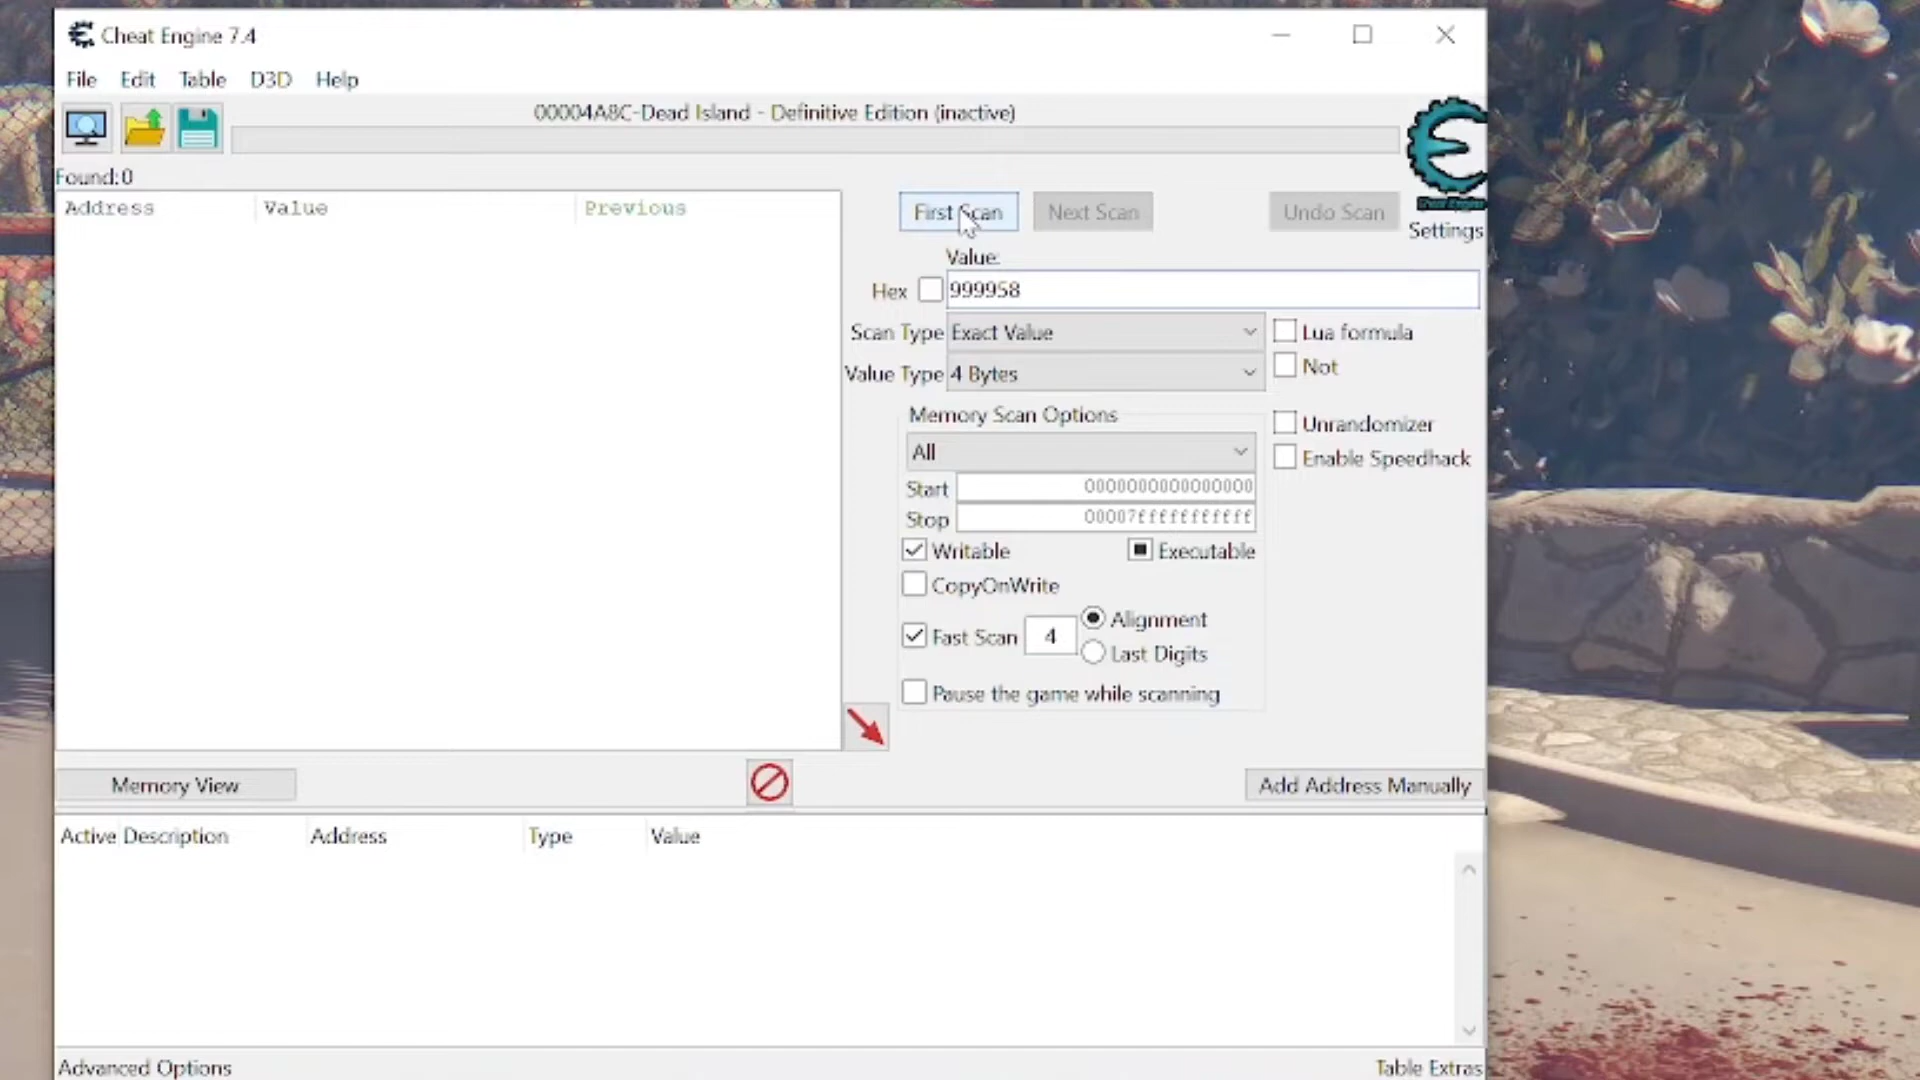 Cheat Engine 7.4
File Edit Table D3D Help
00004A8C-Dead Island - Definitive Edition (inactive)
Found:0
Address Value Previous
First Scan Next Scan Undo Scan
Cheat Engine
Settings
Value:
Hex 999958
Scan Type Exact Value
Lua formula
Value Type 4 Bytes
Not
Memory Scan Options
All
Unrandomizer
Enable Speedhack
Start 0000000000000000
Stop 00007fffffffffff
Writable Executable
CopyOnWrite
Fast Scan 4 Alignment
Last Digits
Pause the game while scanning
Memory View
Add Address Manually
Active Description Address Type Value
Advanced Options
Table Extras